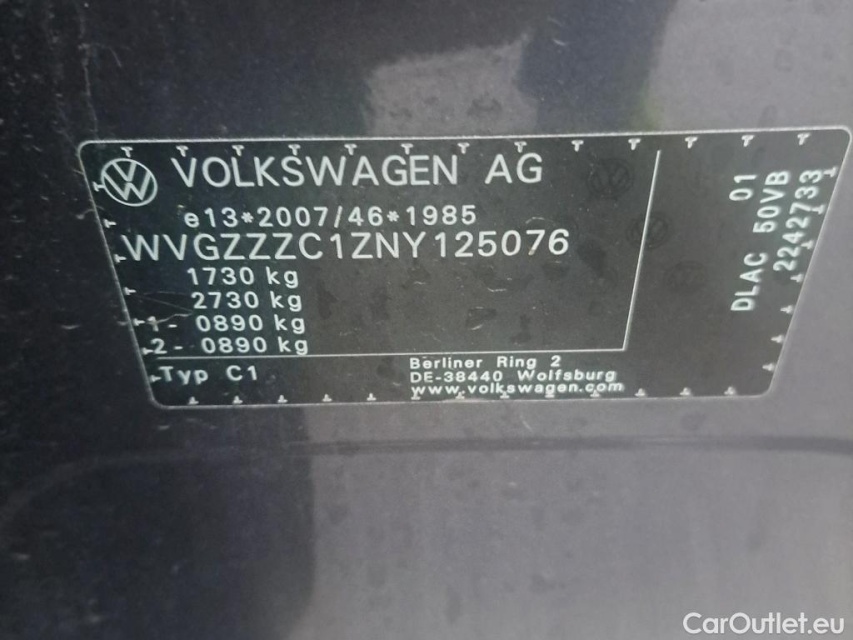 VOLKSWAGEN AG
e13*2007/46*1985
WVGZZZC1ZNY125076
1730 kg
2730 kg
1- 0890 kg
2- 0890 kg
Typ C1
Berliner Ring 2
DE-38440 Wolfsburg
www.volkswagen.com
01
DLAC 50VB
2242733
CarOutlet.eu